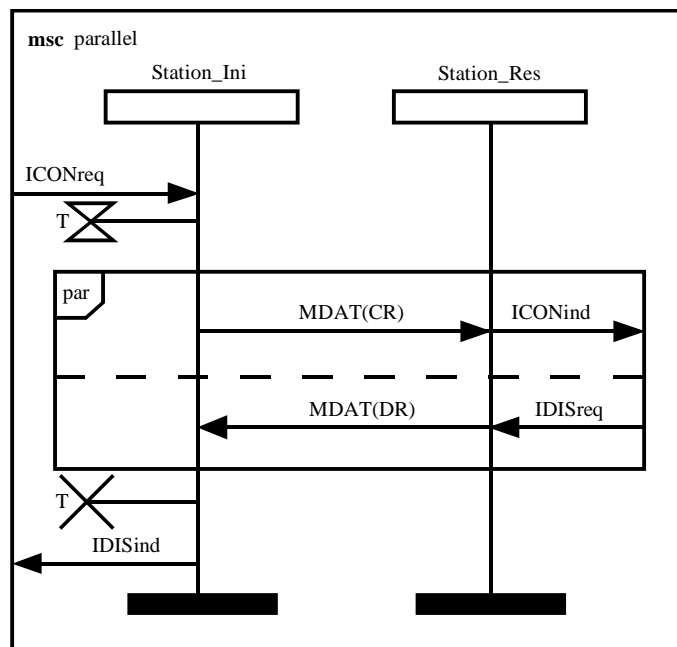 msc parallel
Station_Ini
Station_Res
ICONreq
T
par
MDAT(CR)
ICONind
MDAT(DR)
IDISreq
T
IDISind